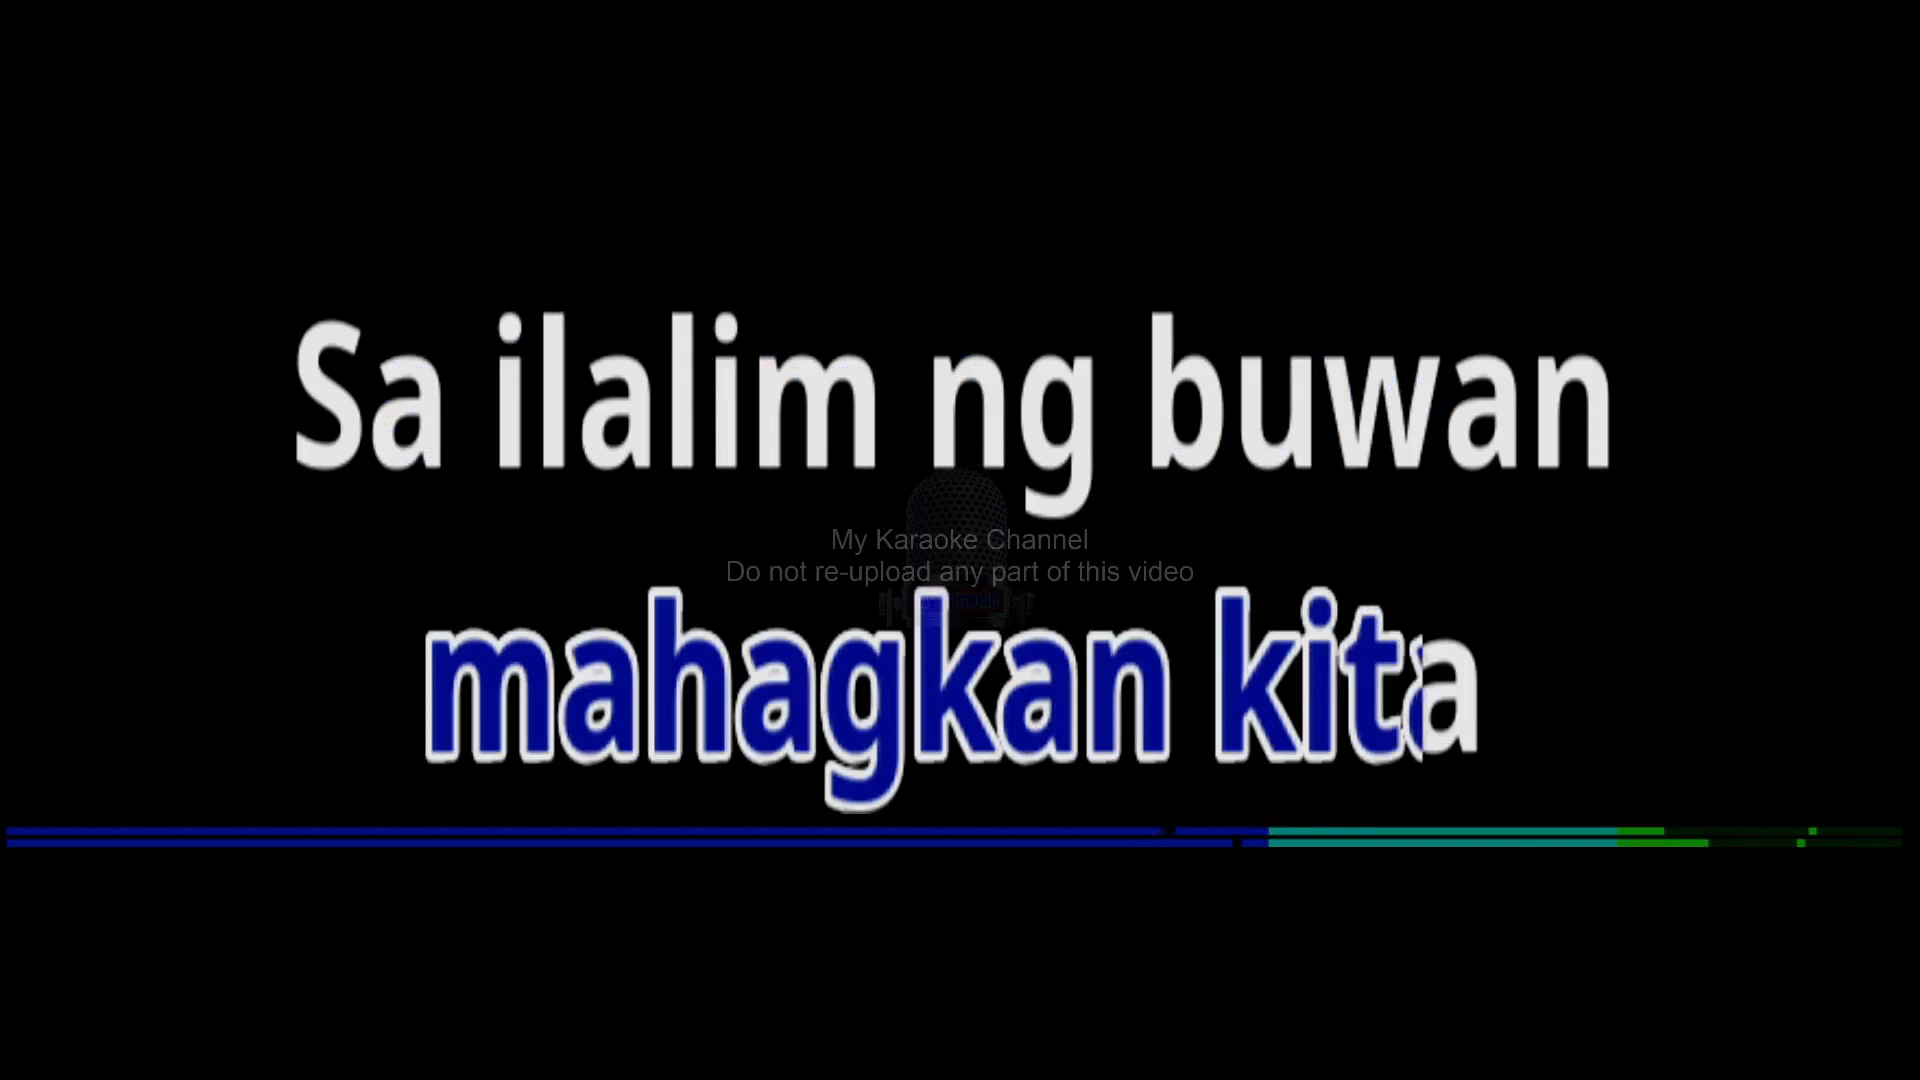 Sa ilalim ng buwan
My Karaoke Channel
Do not re-upload any part of this video
mahagkan kita